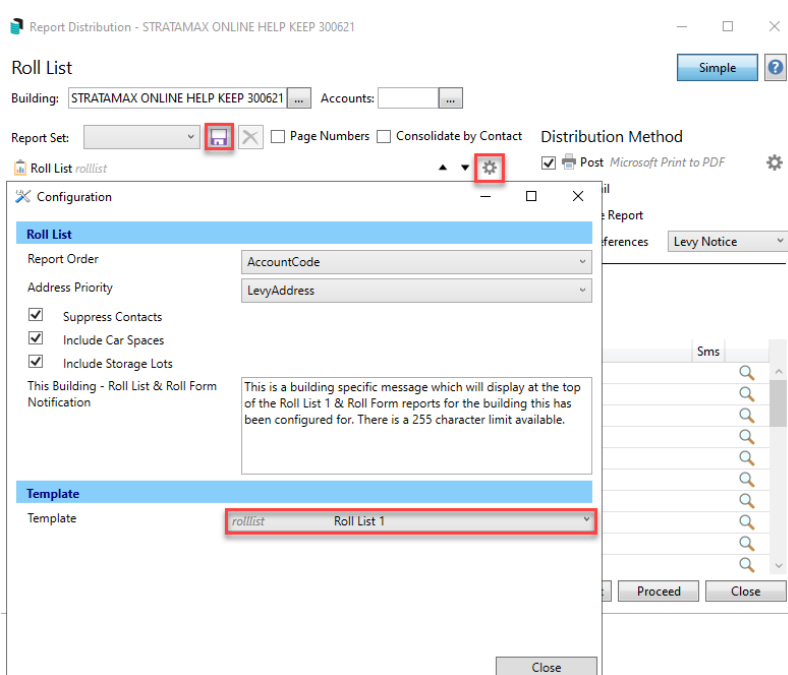 Report Distribution - STRATAMAX ONLINE HELP KEEP 300621
Roll List
Simple
?
Building: STRATAMAX ONLINE HELP KEEP 300621 ... Accounts: ...
Report Set: Page Numbers Consolidate by Contact Distribution Method
Roll List rolllist
Post Microsoft Print to PDF
Configuration
il
e Report
Roll List
ferences Levy Notice
Report Order AccountCode
Address Priority LevyAddress
Suppress Contacts
Include Car Spaces
Include Storage Lots
Sms
This Building - Roll List & Roll Form
Notification
This is a building specific message which will display at the top
of the Roll List 1 & Roll Form reports for the building this has
been configured for. There is a 255 character limit available.
Template
Template rolllist Roll List 1
Proceed Close
Close